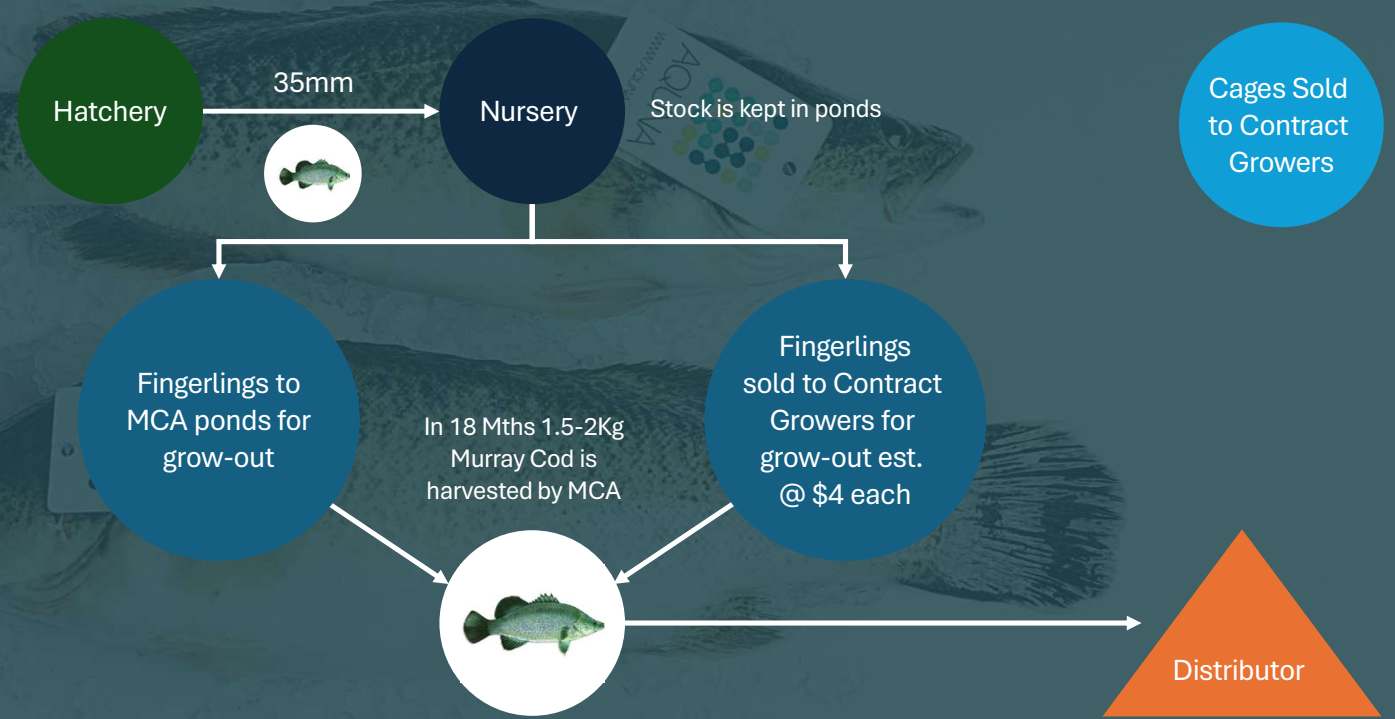 Hatchery
35mm
Nursery
Stock is kept in ponds
Cages Sold
to Contract
Growers
Fingerlings to
MCA ponds for
grow-out
In 18 Mths 1.5-2Kg
Murray Cod is
harvested by MCA
Fingerlings
sold to Contract
Growers for
grow-out est.
@ $4 each
Distributor
AQUNA